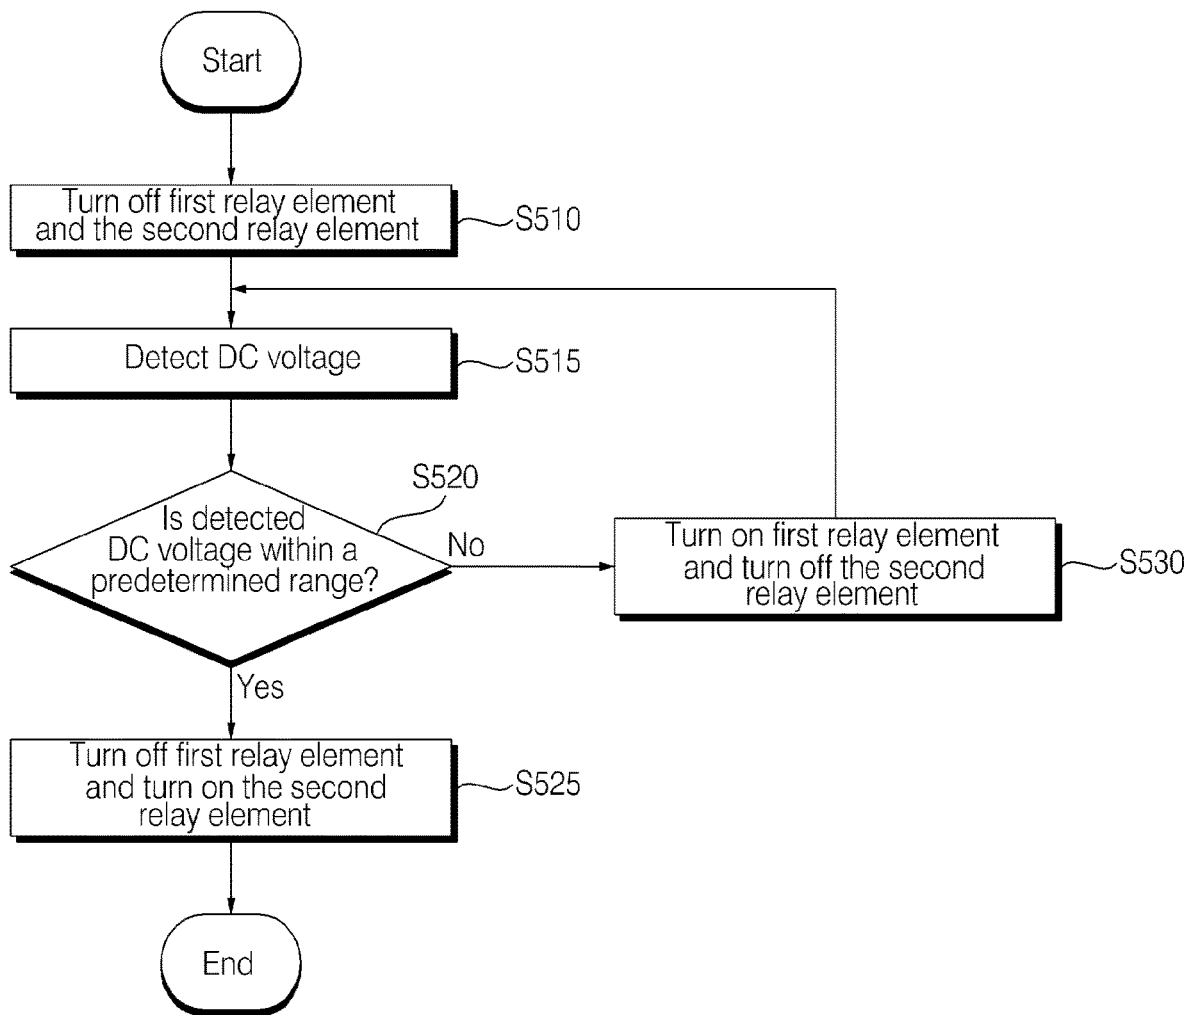 Start
Turn off first relay element
and the second relay element
S510
Detect DC voltage
S515
S520
Is detected
DC voltage within a
predetermined range?
No
Turn on first relay element
and turn off the second
relay element
S530
Yes
Turn off first relay element
and turn on the second
relay element
S525
End